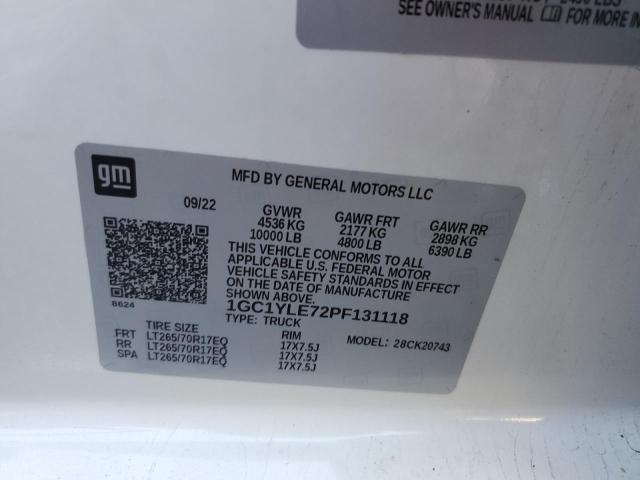 SEE OWNER'S MANUAL FOR MORE IN
gm
MFD BY GENERAL MOTORS LLC
09/22
GVWR GAWR FRT GAWR RR
4536 KG 2177 KG 2898 KG
10000 LB 4800 LB 6390 LB
THIS VEHICLE CONFORMS TO ALL
APPLICABLE U.S. FEDERAL MOTOR
VEHICLE SAFETY STANDARDS IN EFFECT
ON THE DATE OF MANUFACTURE
SHOWN ABOVE.
8624
1GC1YLE72PF131118
TYPE: TRUCK
TIRE SIZE RIM MODEL: 28CK20743
FRT LT265/70R17EQ 17X7.5J
RR LT265/70R17EQ 17X7.5J
SPA LT265/70R17EQ 17X7.5J